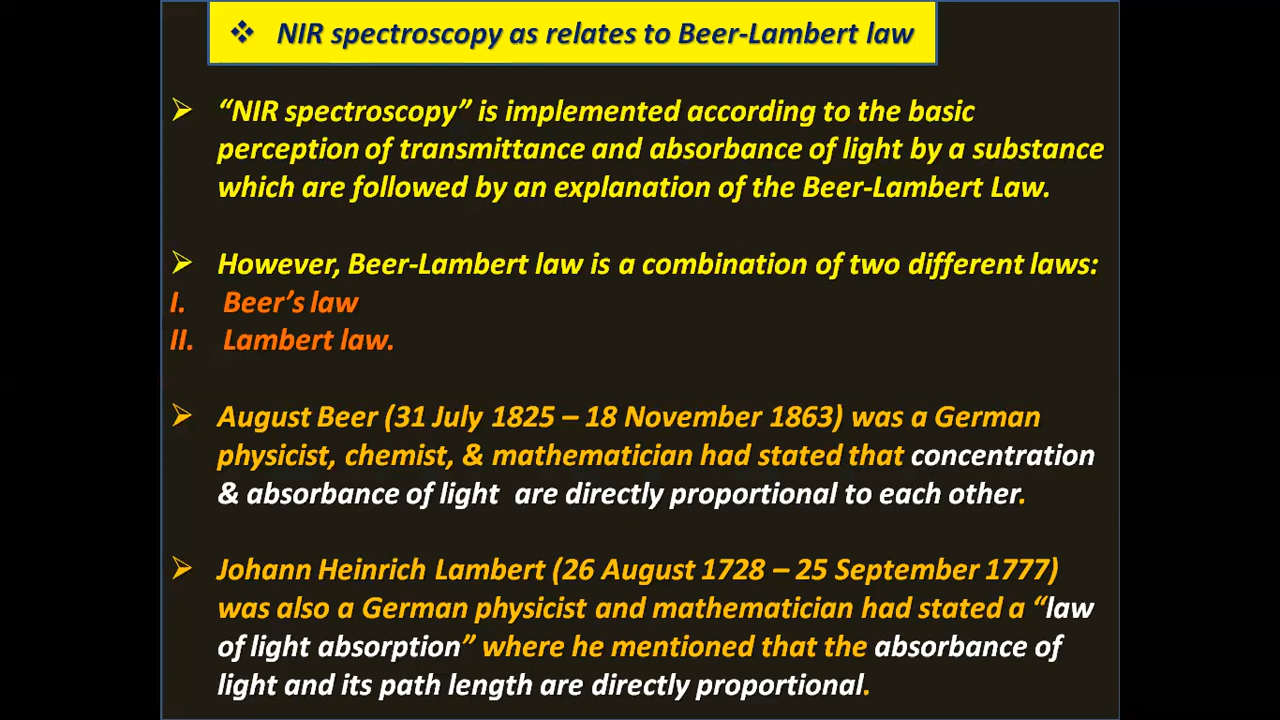 ❖ NIR spectroscopy as relates to Beer-Lambert law
➢ “NIR spectroscopy” is implemented according to the basic
perception of transmittance and absorbance of light by a substance
which are followed by an explanation of the Beer-Lambert Law.
➢ However, Beer-Lambert law is a combination of two different laws:
I. Beer’s law
II. Lambert law.
➢ August Beer (31 July 1825 – 18 November 1863) was a German
physicist, chemist, & mathematician had stated that concentration
& absorbance of light are directly proportional to each other.
➢ Johann Heinrich Lambert (26 August 1728 – 25 September 1777)
was also a German physicist and mathematician had stated a “law
of light absorption” where he mentioned that the absorbance of
light and its path length are directly proportional.